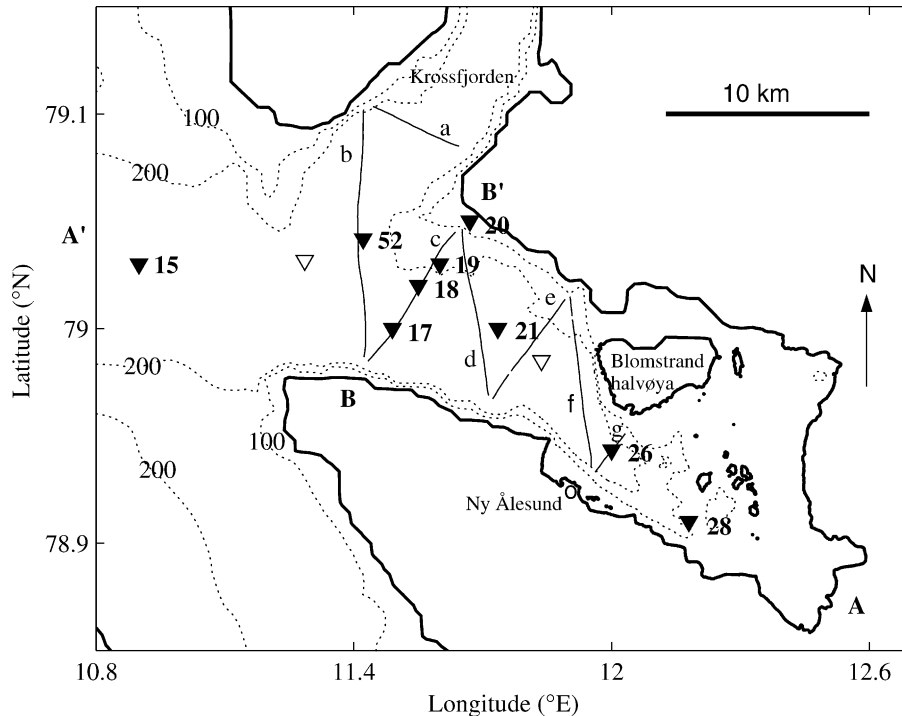 Krossfjorden
10 km
79.1
100
a
b
200
B'
A'
20
52
c
N
15
19
18
e
79
17
21
Latitude (°N)
d
Blomstrand
halvøya
200
B
f
g
100
26
200
Ny Ålesund
o
28
78.9
A
10.8
11.4
12
12.6
Longitude (°E)